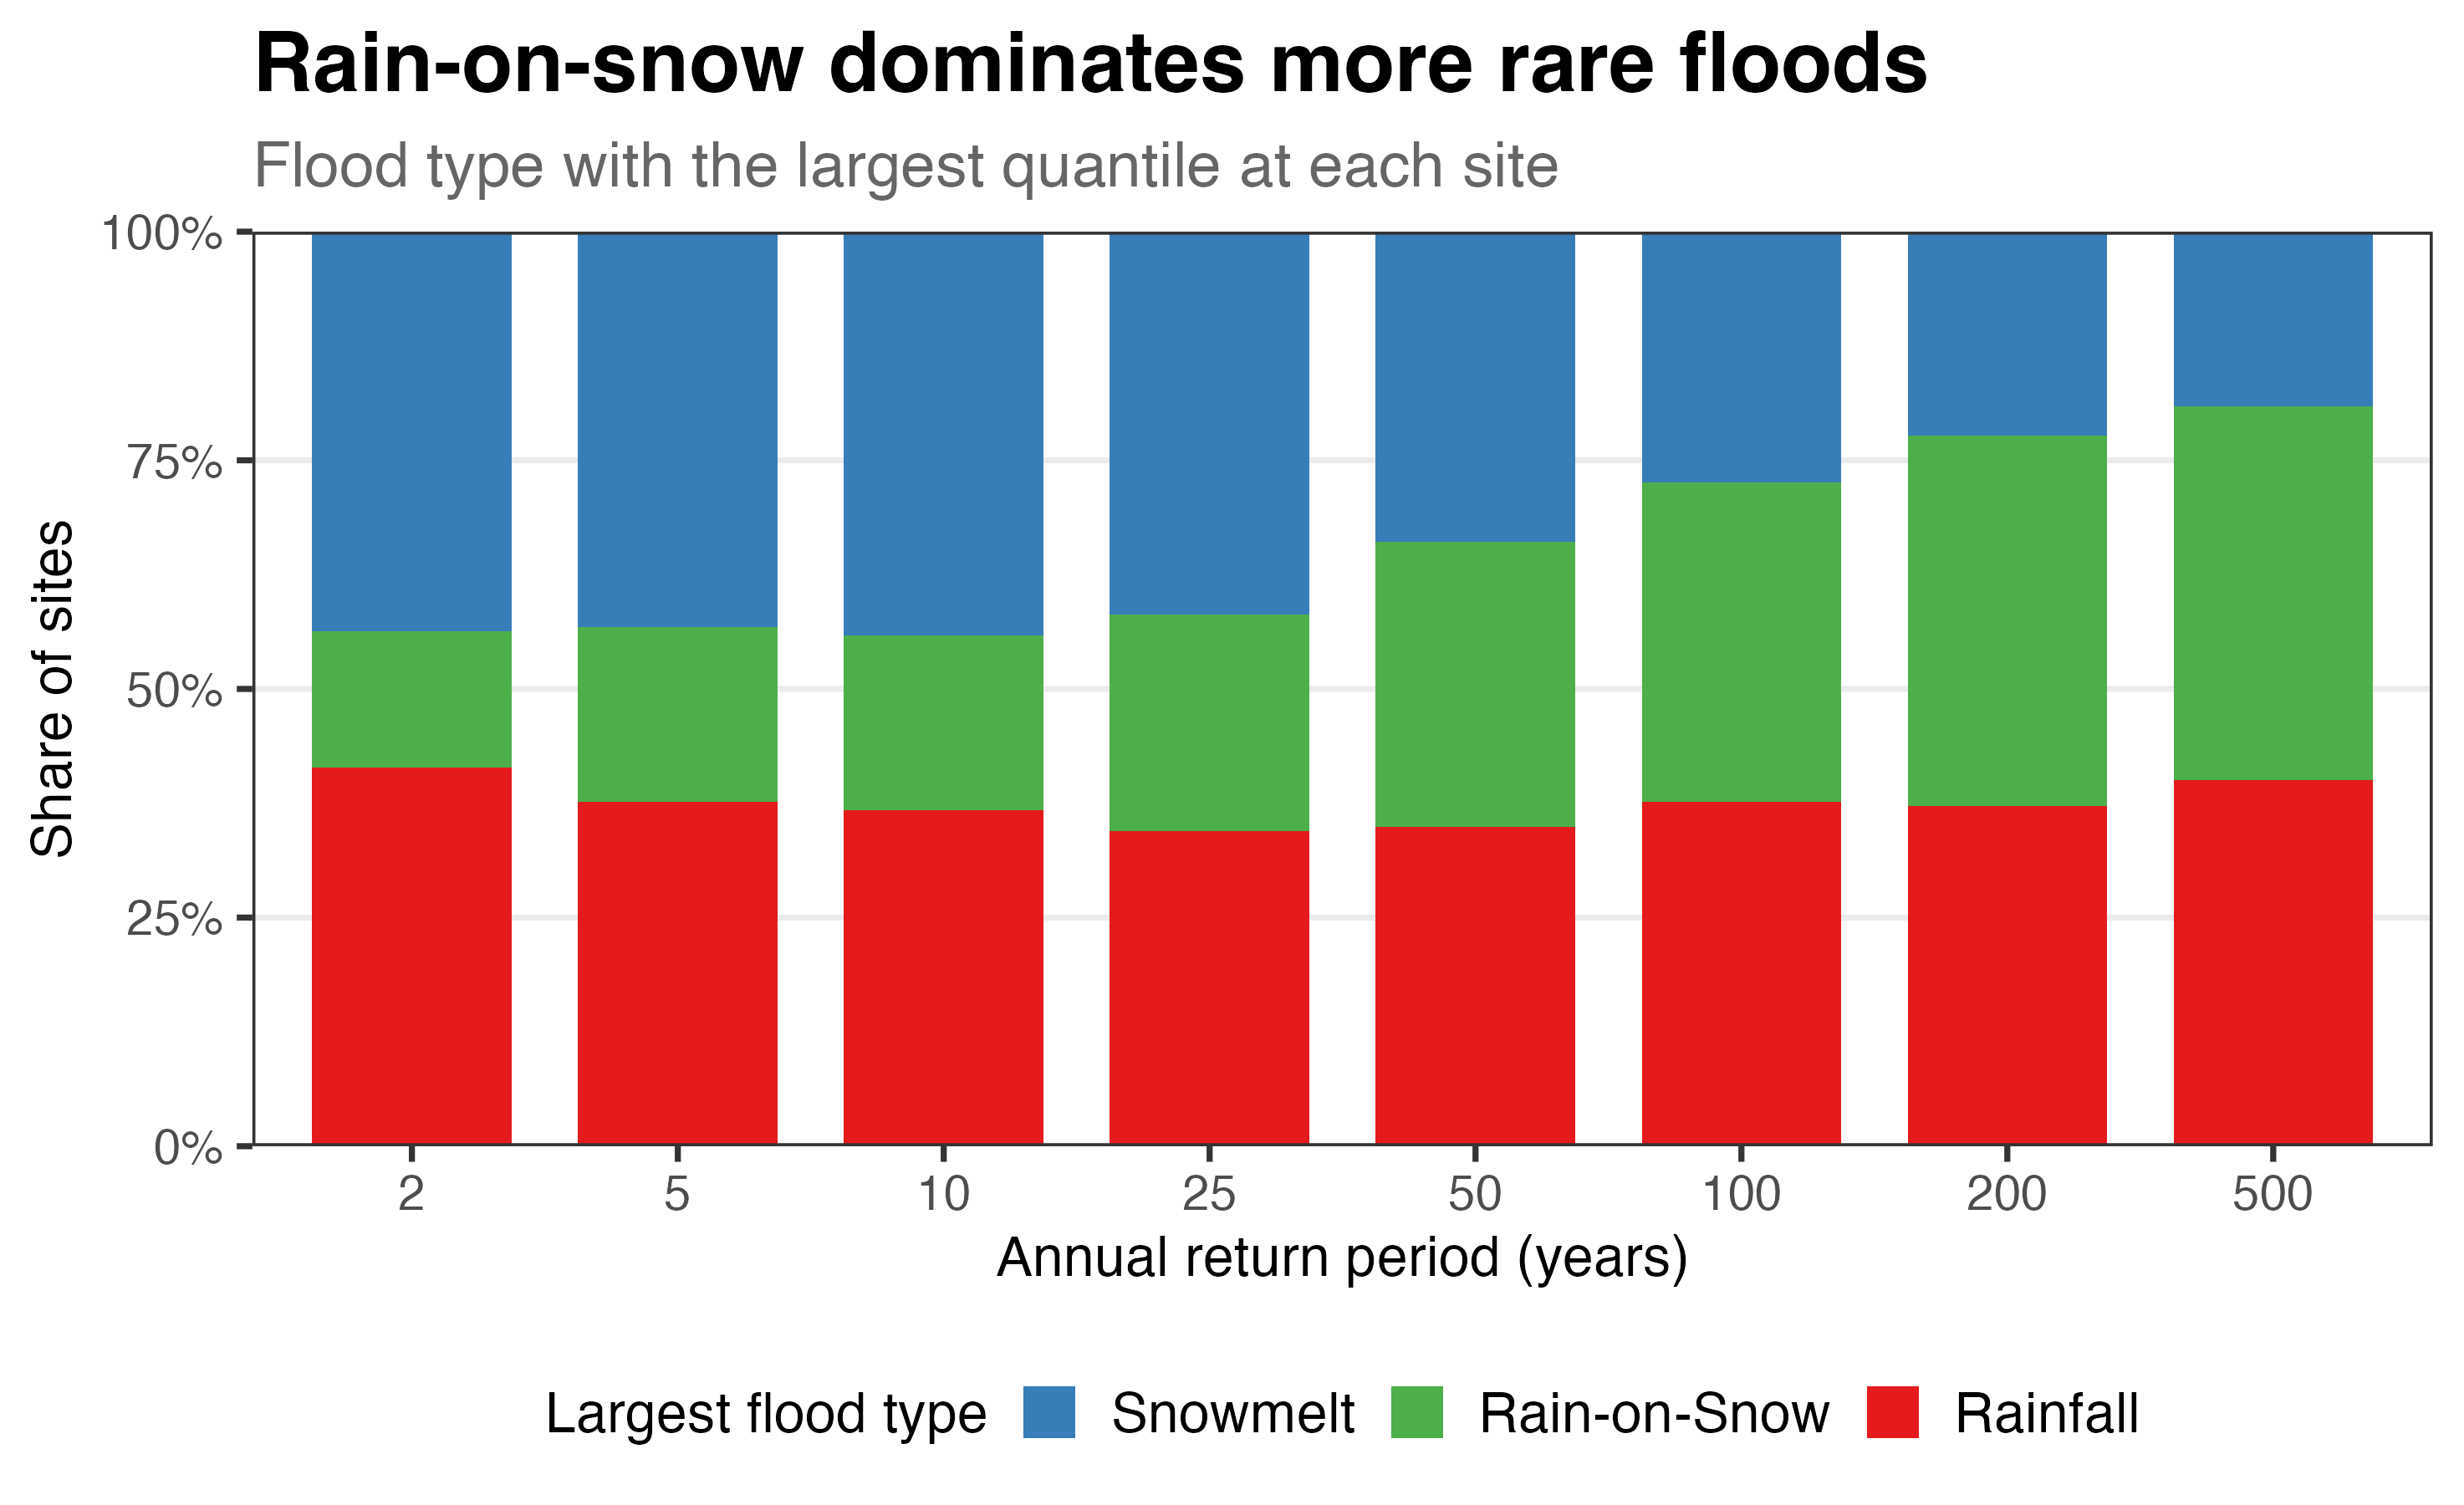 Rain-on-snow dominates more rare floods
Flood type with the largest quantile at each site
100%
75%
50%
25%
0%
Share of sites
2 5 10 25 50 100 200 500
Annual return period (years)
Largest flood type Snowmelt Rain-on-Snow Rainfall